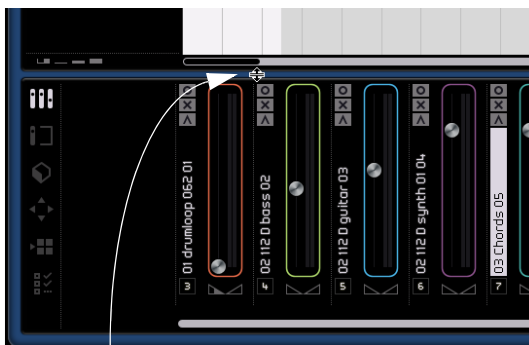 01 drumloop 062 01
3
02 112 D bass 02
4
02 112 D guitar 03
5
02 112 D synth 01 04
6
03 Chords 05
7